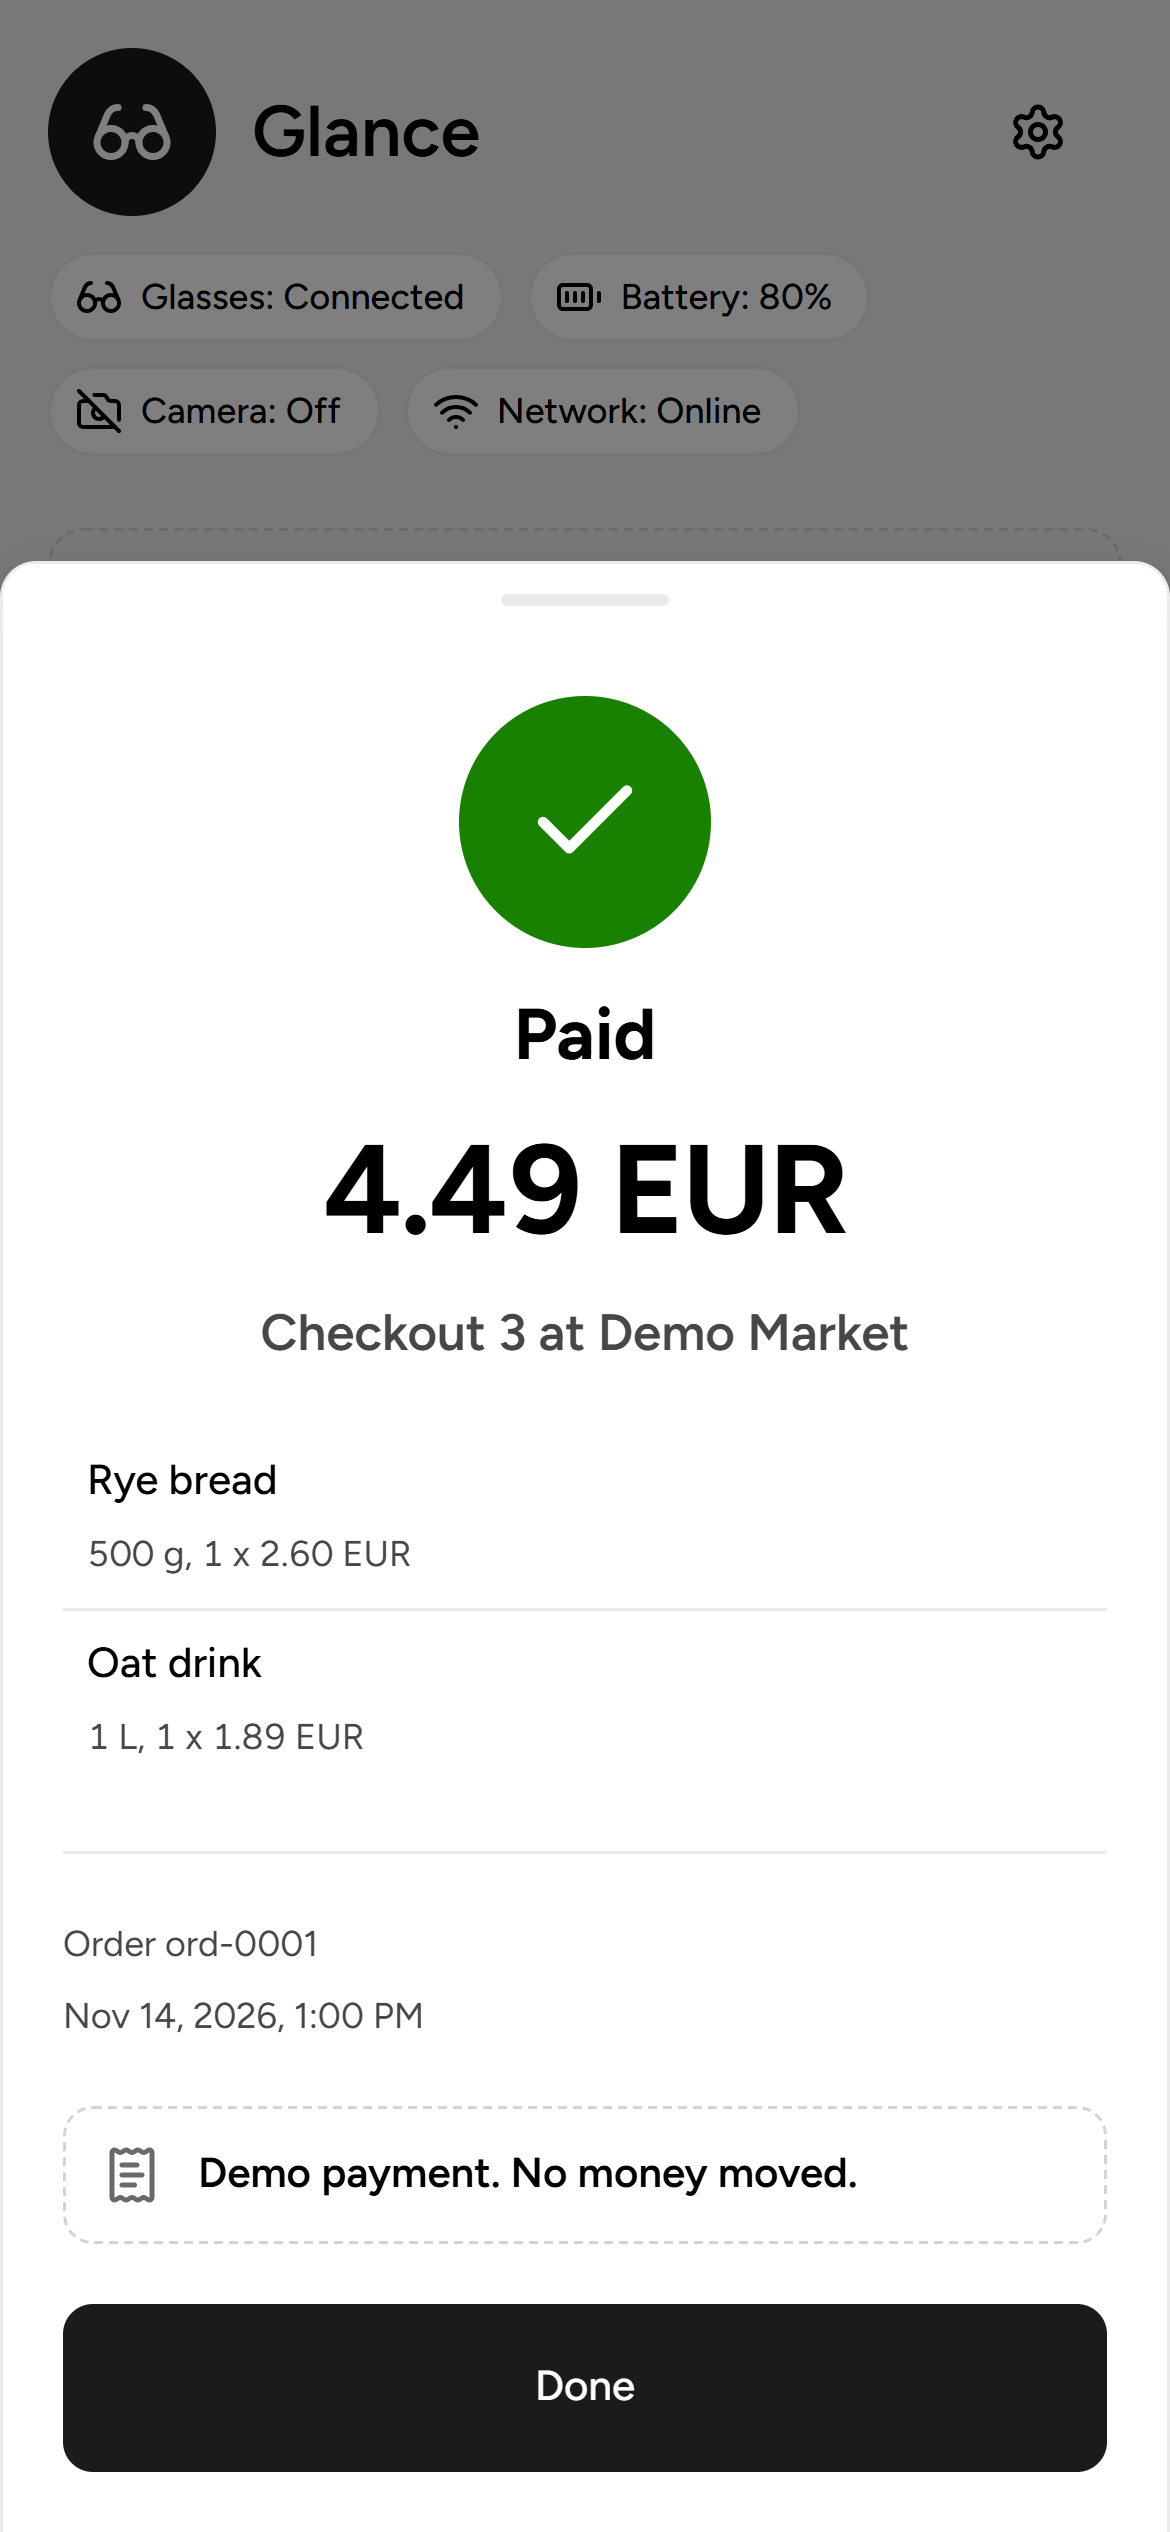 Glance
Glasses: Connected
Battery: 80%
Camera: Off
Network: Online
Paid
4.49 EUR
Checkout 3 at Demo Market
Rye bread
500 g, 1 x 2.60 EUR
Oat drink
1 L, 1 x 1.89 EUR
Order ord-0001
Nov 14, 2026, 1:00 PM
Demo payment. No money moved.
Done